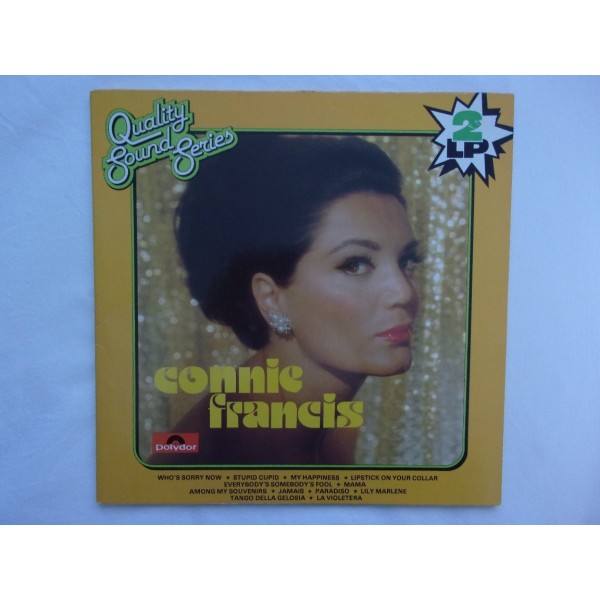 Quality
Sound Series
2
LP
connie
francis
Polydor
WHO'S SORRY NOW • STUPID CUPID • MY HAPPINESS • LIPSTICK ON YOUR COLLAR
EVERYBODY'S SOMEBODY'S FOOL • MAMA
AMONG MY SOUVENIRS • JAMAIS • PARADISO • LILY MARLENE
TANGO DELLA GELOSIA • LA VIOLETERA